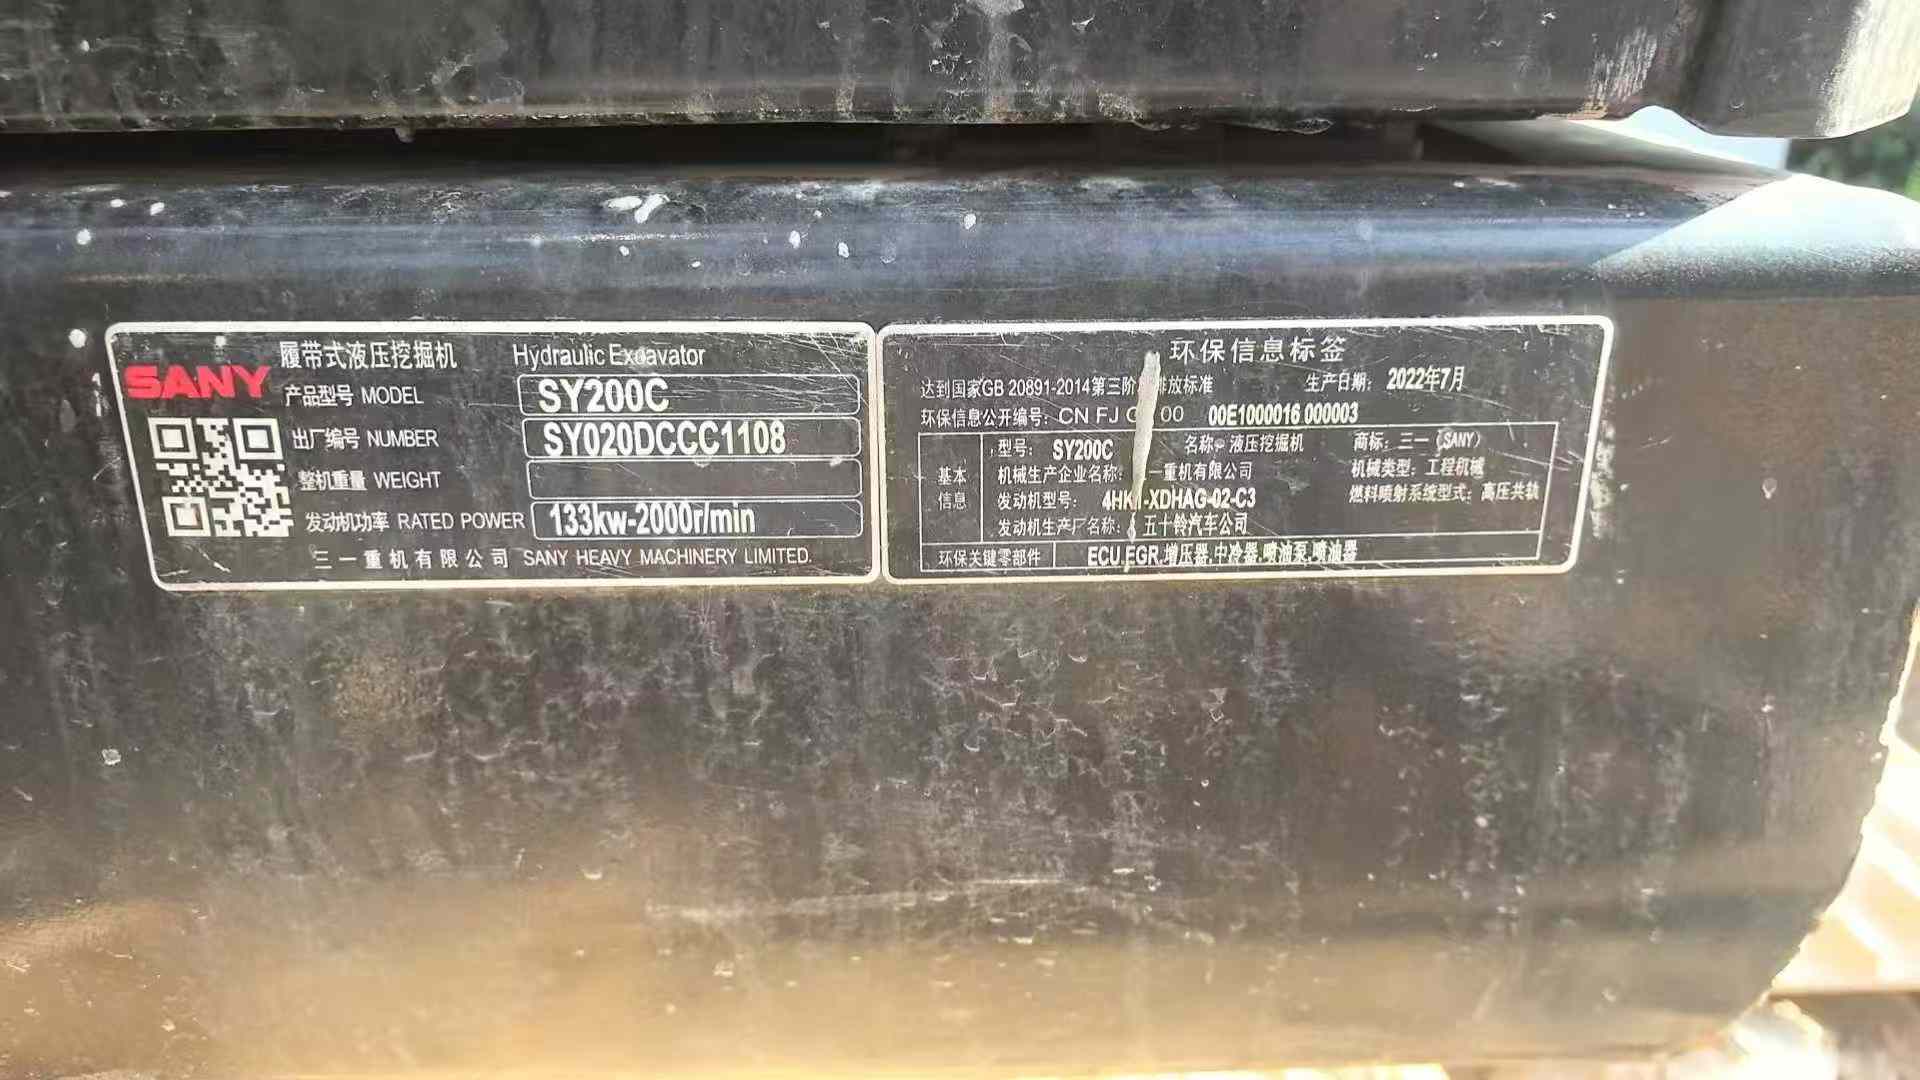 履带式液压挖掘机 Hydraulic Excavator
SANY
产品型号 MODEL SY200C
出厂编号 NUMBER SY020DCCC1108
整机重量 WEIGHT
发动机功率 RATED POWER 133kw-2000r/min
三一重机有限公司 SANY HEAVY MACHINERY LIMITED.
环保信息标签
达到国家GB 20891-2014第三阶 排放标准 生产日期: 2022年7月
环保信息公开编号: CN FJ 00 00E1000016 000003
基本信息
型号: SY200C 名称: 液压挖掘机 商标: 三一 (SANY)
机械生产企业名称: 一重机有限公司 机械类型: 工程机械
发动机型号: 4HK1-XDHAG-02-C3 燃料喷射系统型式: 高压共轨
发动机生产厂名称: 五十铃汽车公司
环保关键零部件 ECU,EGR,增压器,中冷器,喷油泵,喷油器